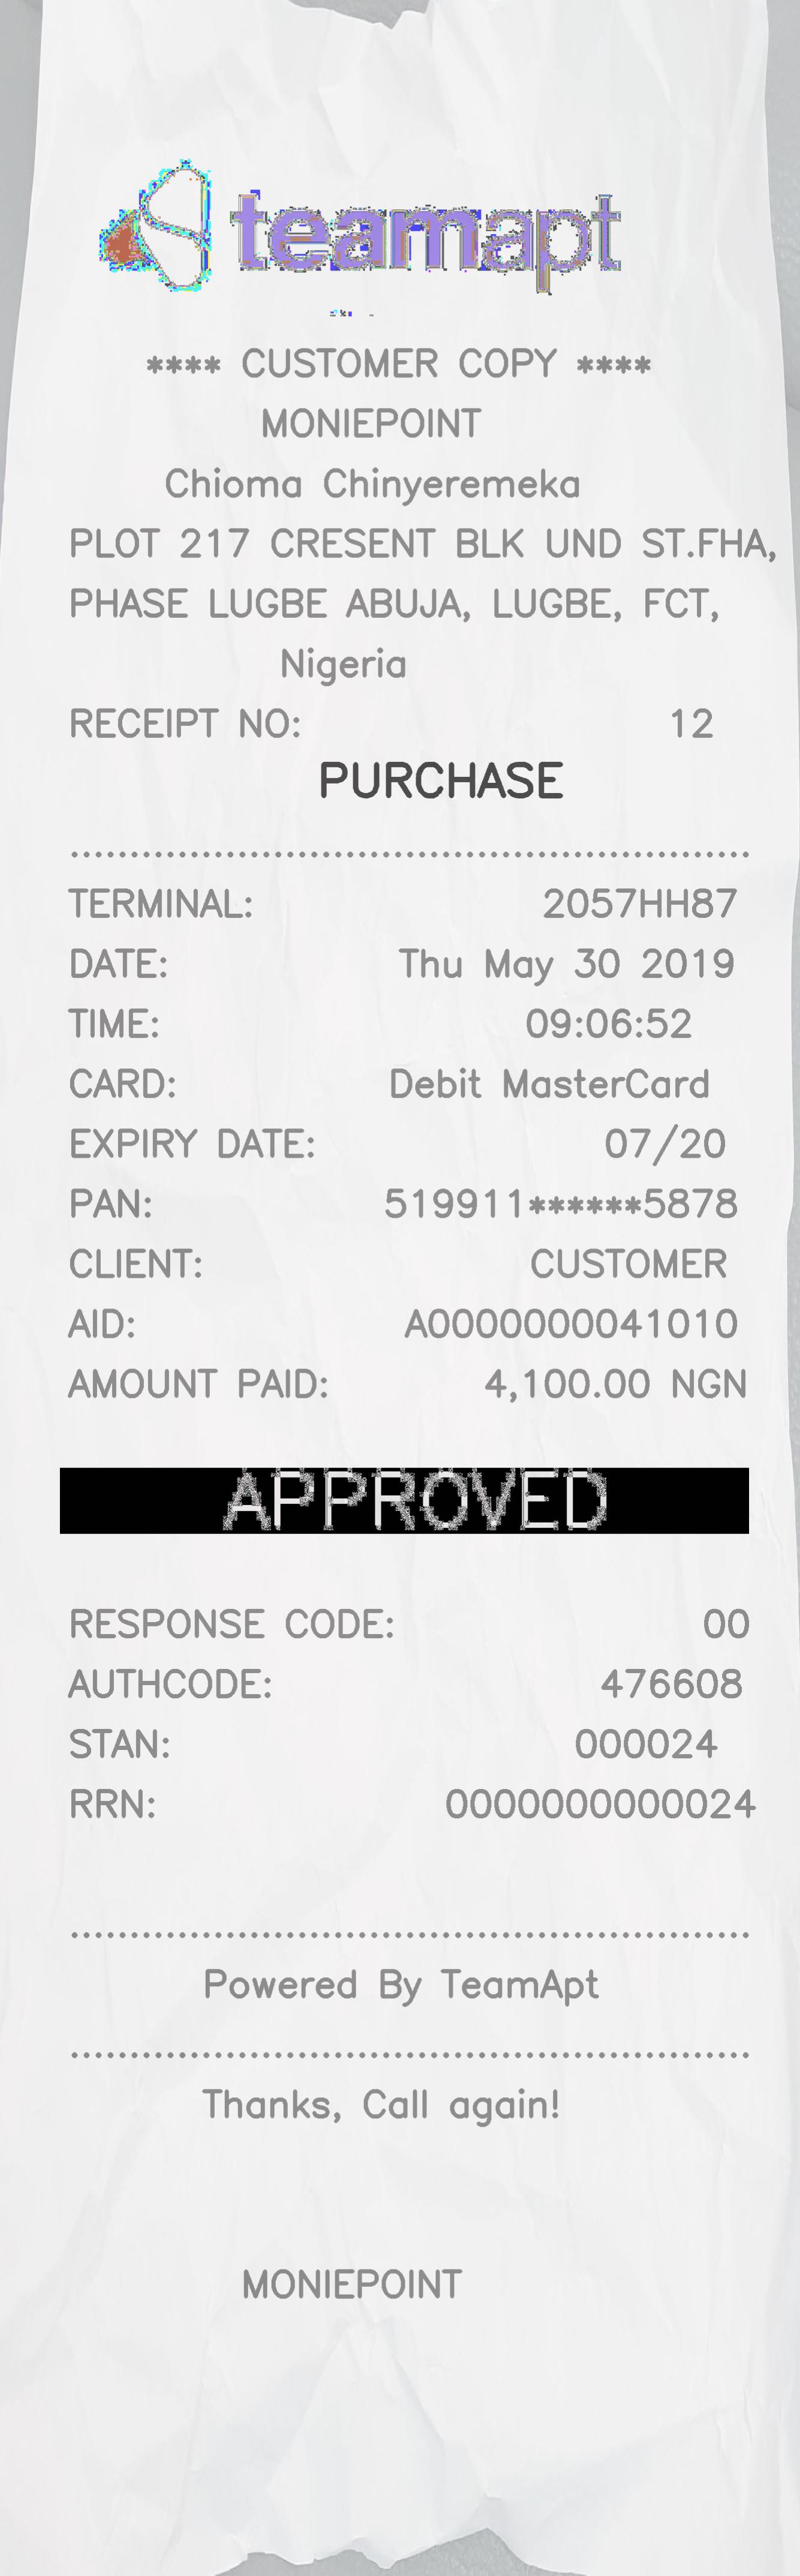 teamapt
**** CUSTOMER COPY ****
MONIEPOINT
Chioma Chinyeremeka
PLOT 217 CRESENT BLK UND ST.FHA,
PHASE LUGBE ABUJA, LUGBE, FCT,
Nigeria
RECEIPT NO: 12
PURCHASE
TERMINAL: 2057HH87
DATE: Thu May 30 2019
TIME: 09:06:52
CARD: Debit MasterCard
EXPIRY DATE: 07/20
PAN: 519911******5878
CLIENT: CUSTOMER
AID: A0000000041010
AMOUNT PAID: 4,100.00 NGN
APPROVED
RESPONSE CODE: 00
AUTHCODE: 476608
STAN: 000024
RRN: 0000000000024
Powered By TeamApt
Thanks, Call again!
MONIEPOINT